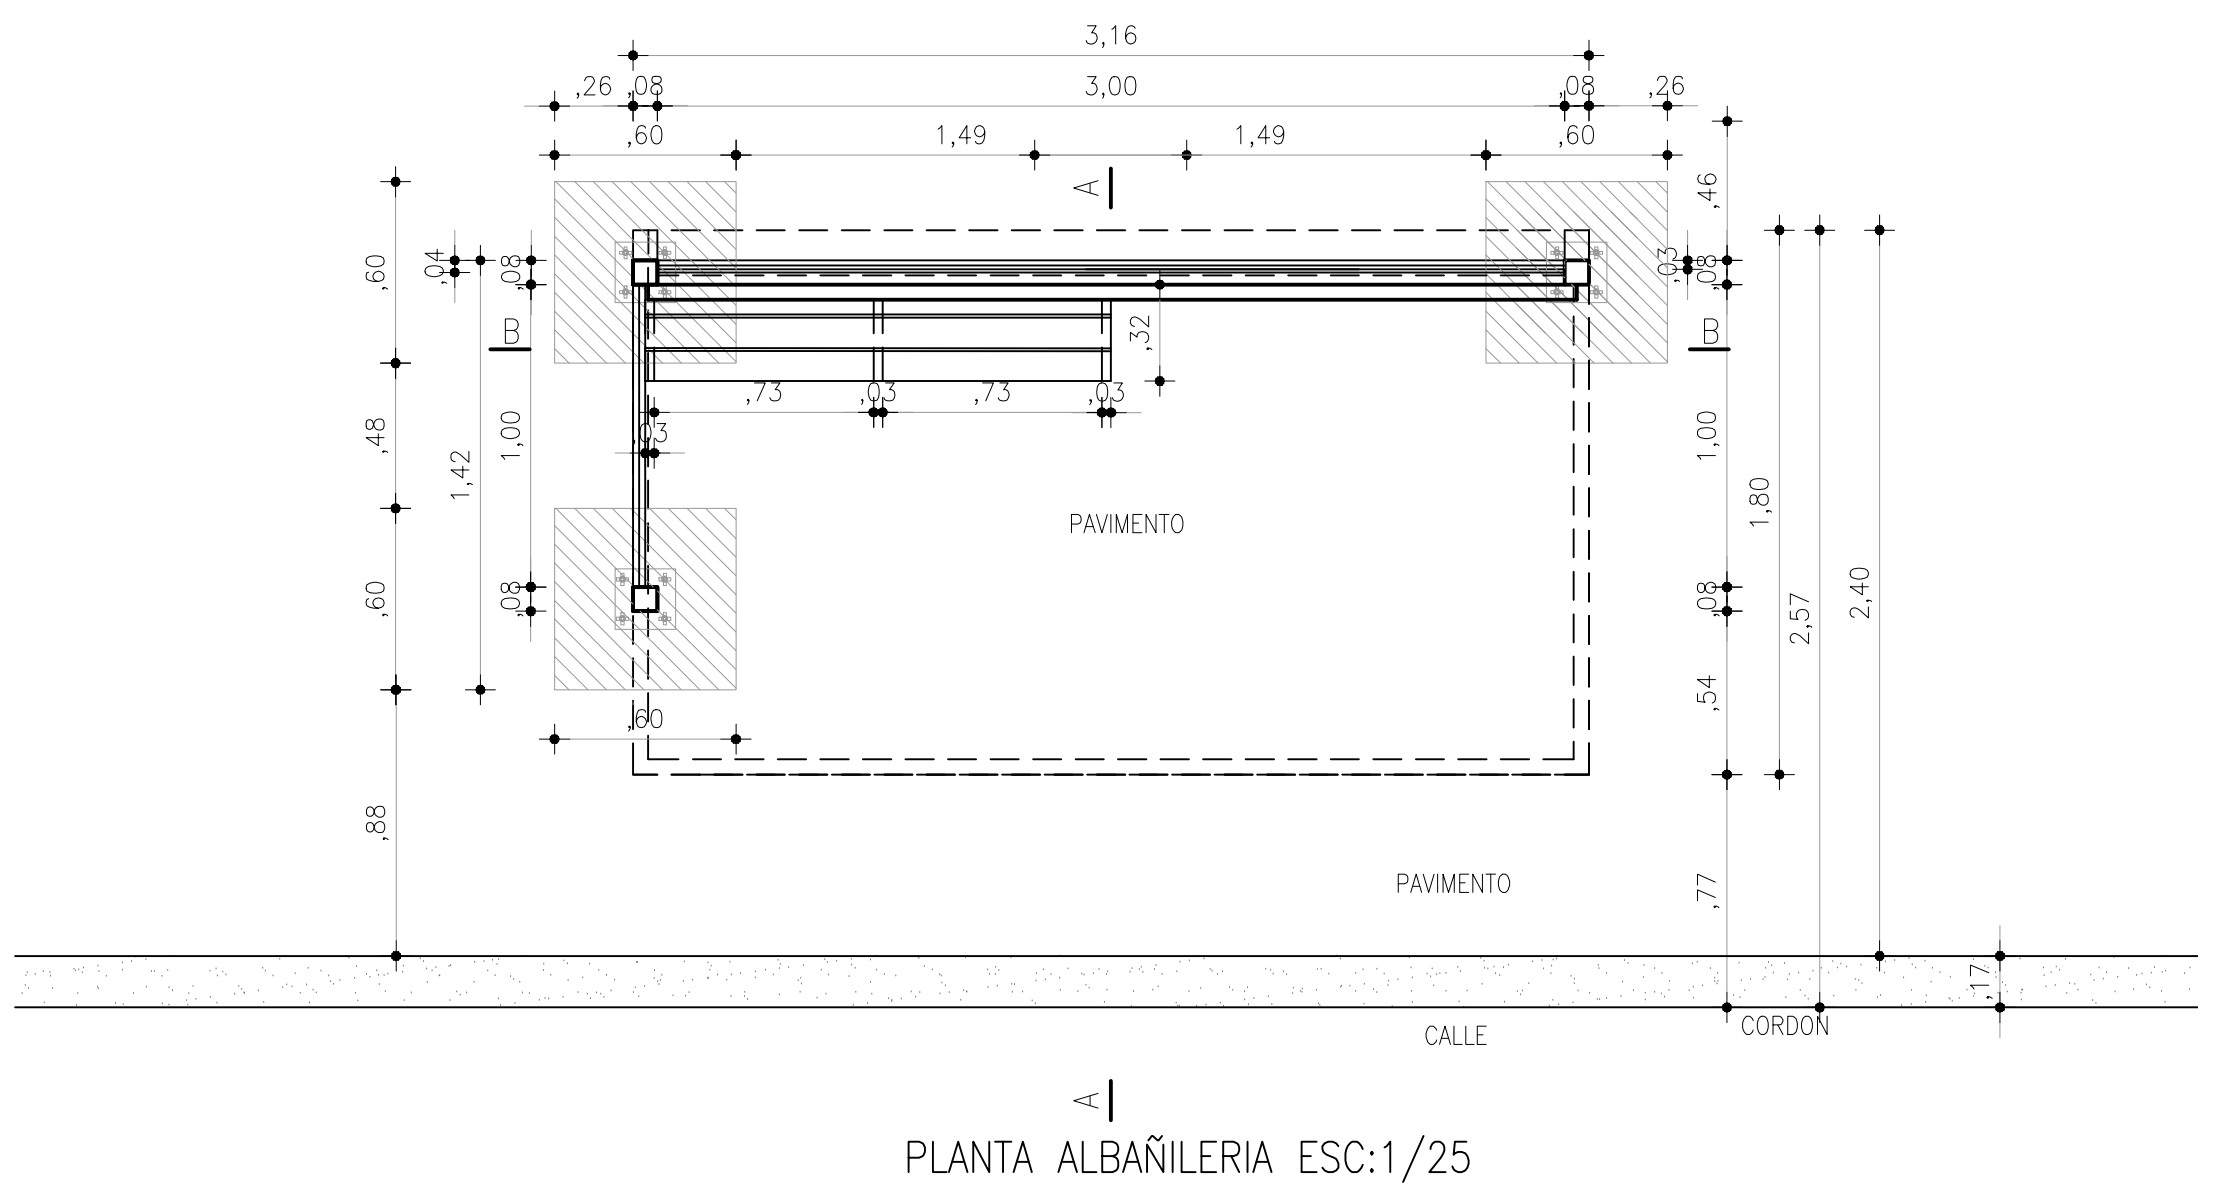 3,16
,26 ,08 3,00 ,08 ,26
,60 1,49 1,49 ,60
A
,46
,60 ,04 ,08 ,03 ,08
B ,32 B
,73 ,03 ,73 ,03
,03
,48 1,42 1,00 1,00
1,80
PAVIMENTO
,60 ,08 ,08 2,57 2,40
,60 ,54
,88 ,77
PAVIMENTO
,17
CALLE CORDON
A
PLANTA ALBAÑILERIA ESC:1/25